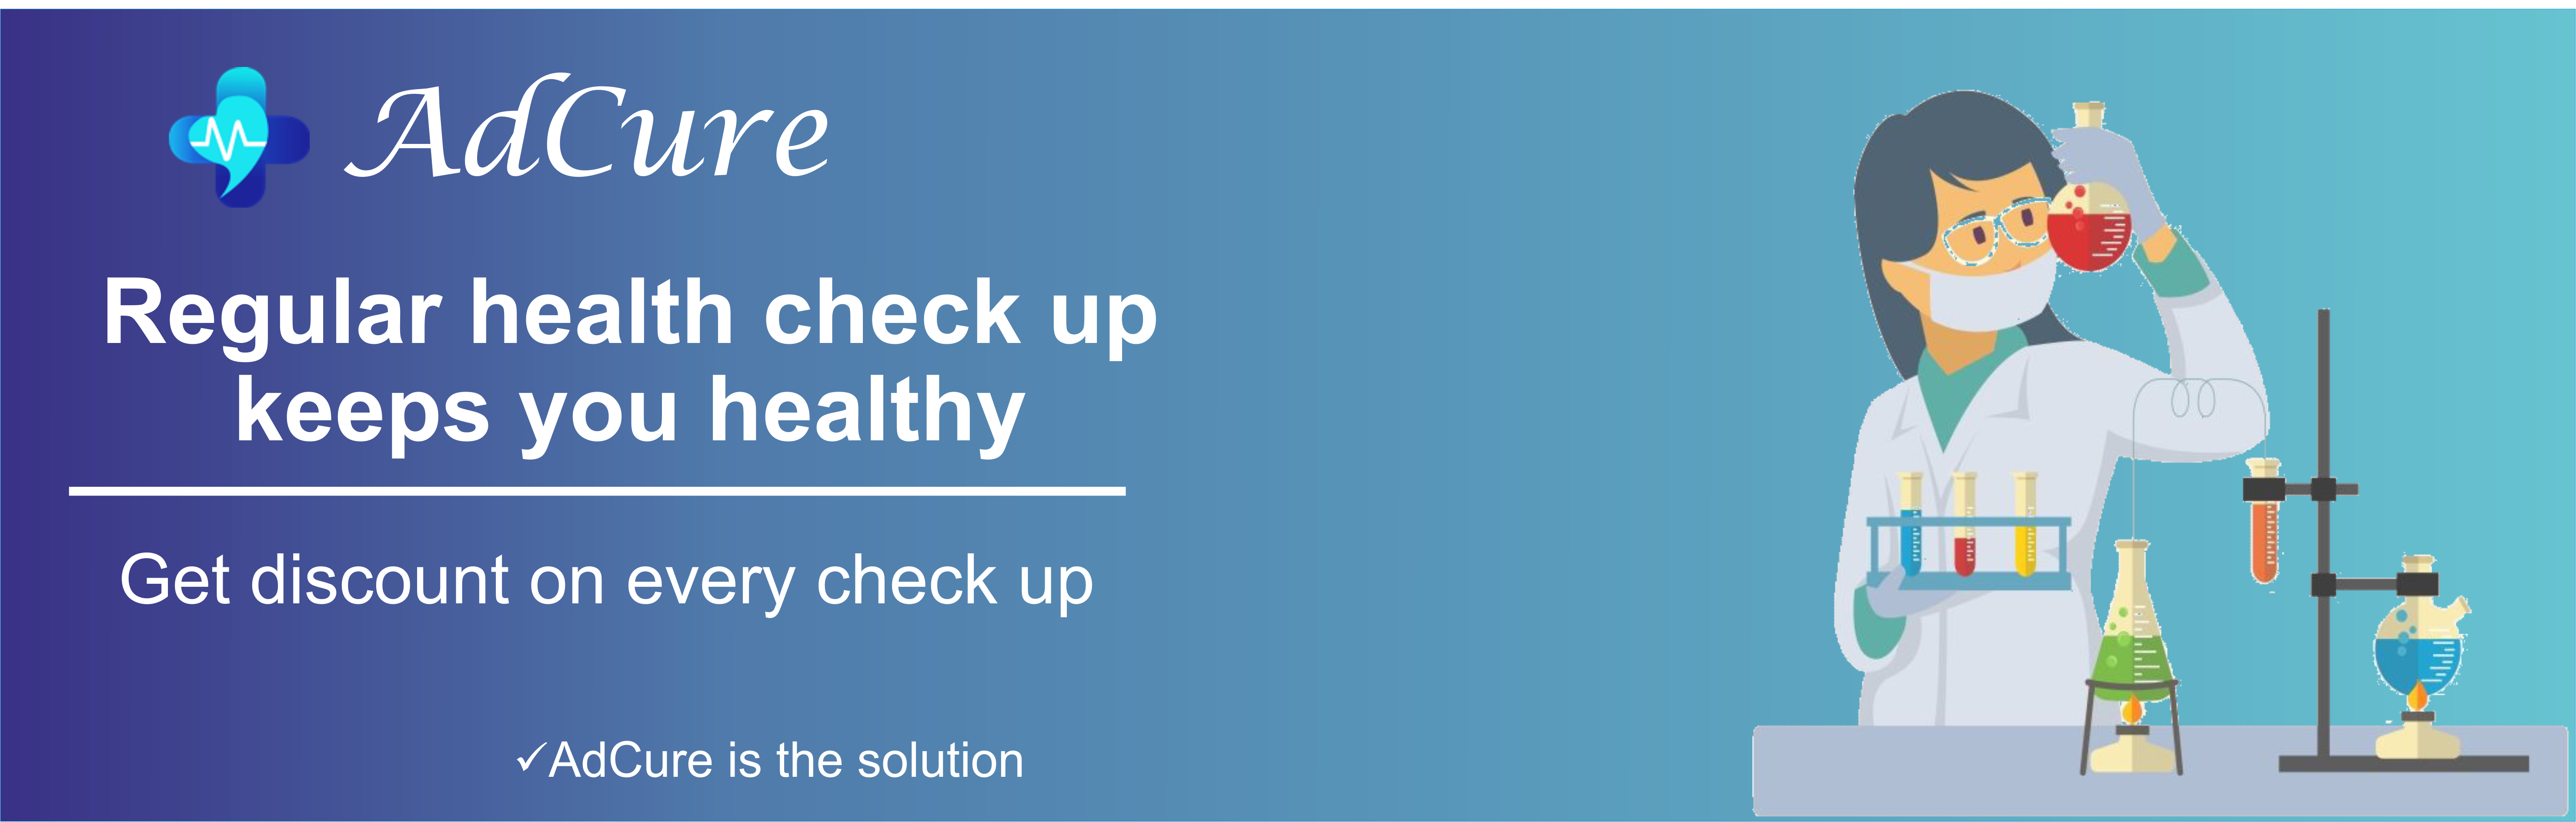 AdCure
Regular health check up
keeps you healthy
Get discount on every check up
✓AdCure is the solution